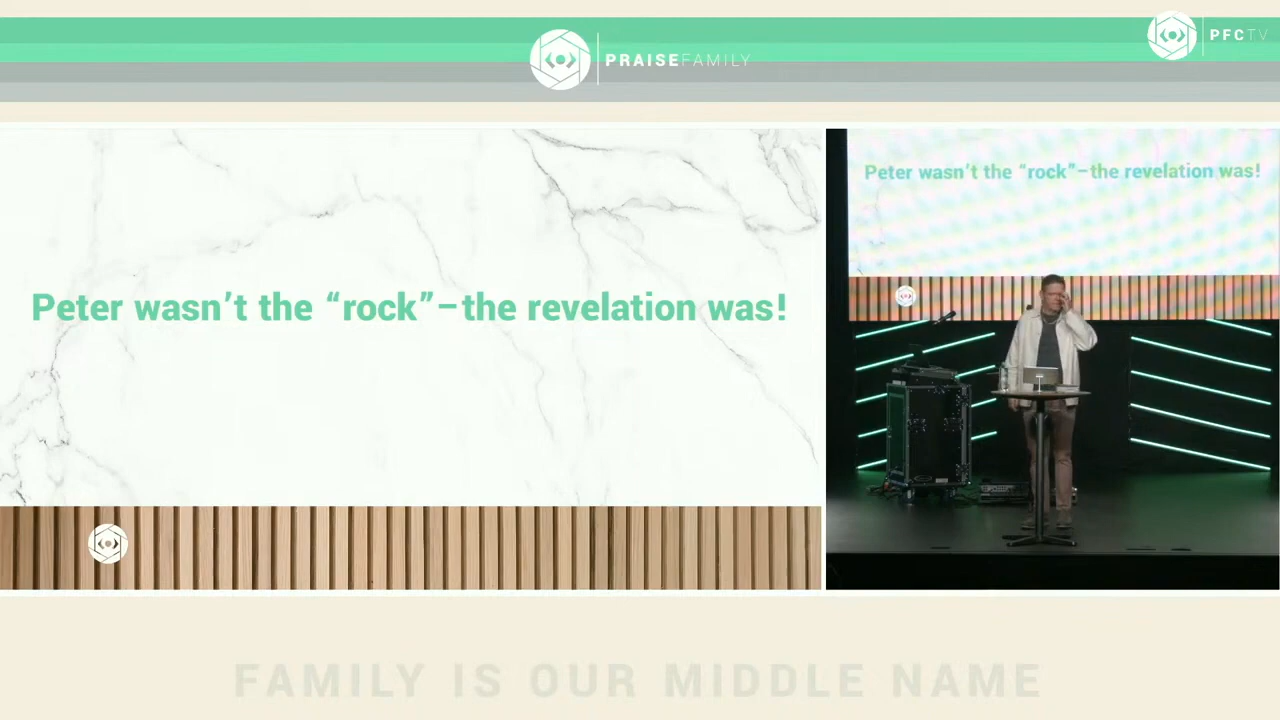 PRAISEFAMILY
PFCTV
Peter wasn’t the “rock”–the revelation was!
Peter wasn’t the “rock”–the revelation was!
FAMILY IS OUR MIDDLE NAME